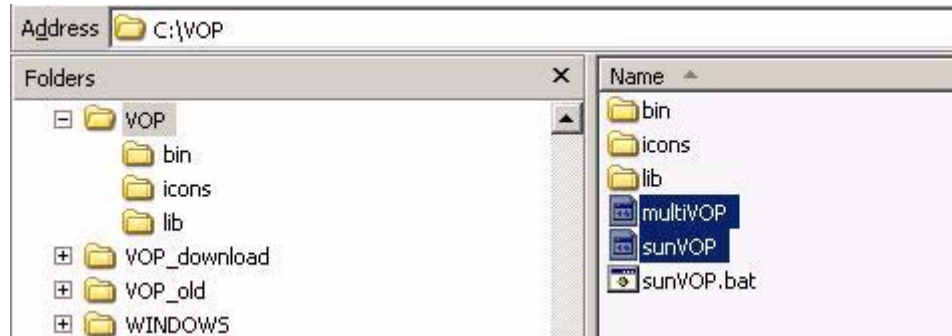 Address C:\VOP
Folders
VOP
bin
icons
lib
VOP_download
VOP_old
WINDOWS
Name
bin
icons
lib
multiVOP
sunVOP
sunVOP.bat